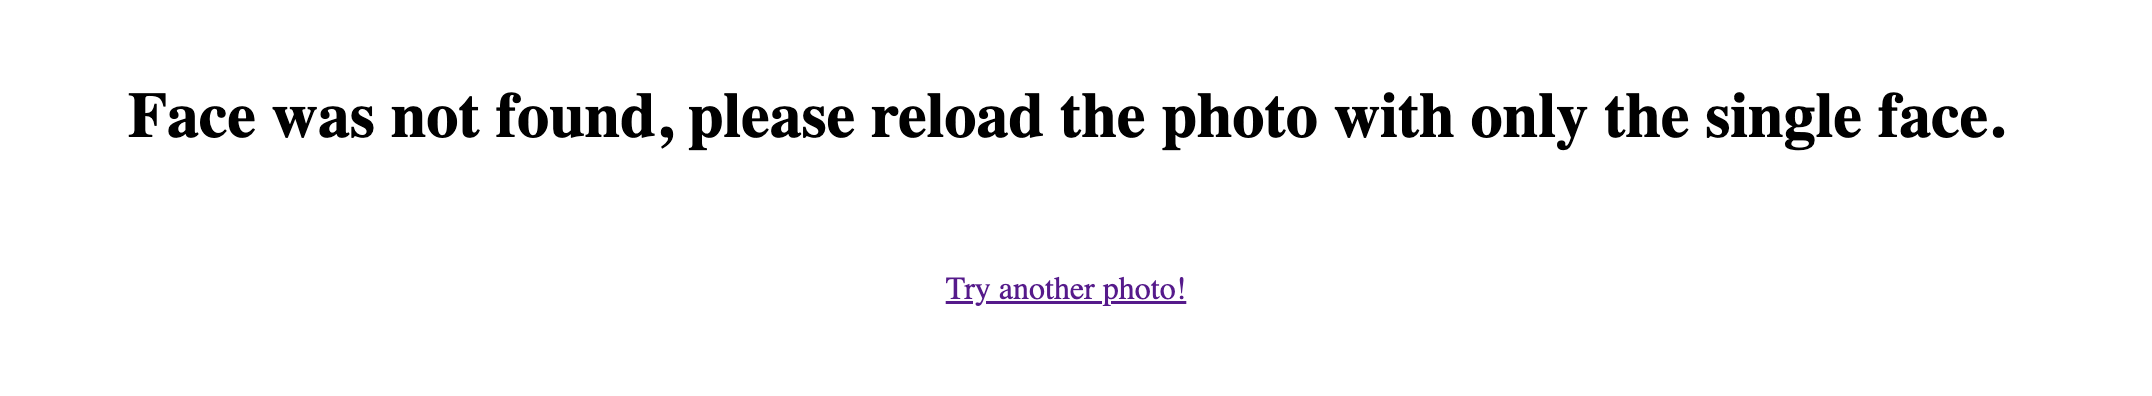 Face was not found, please reload the photo with only the single face.
Try another photo!